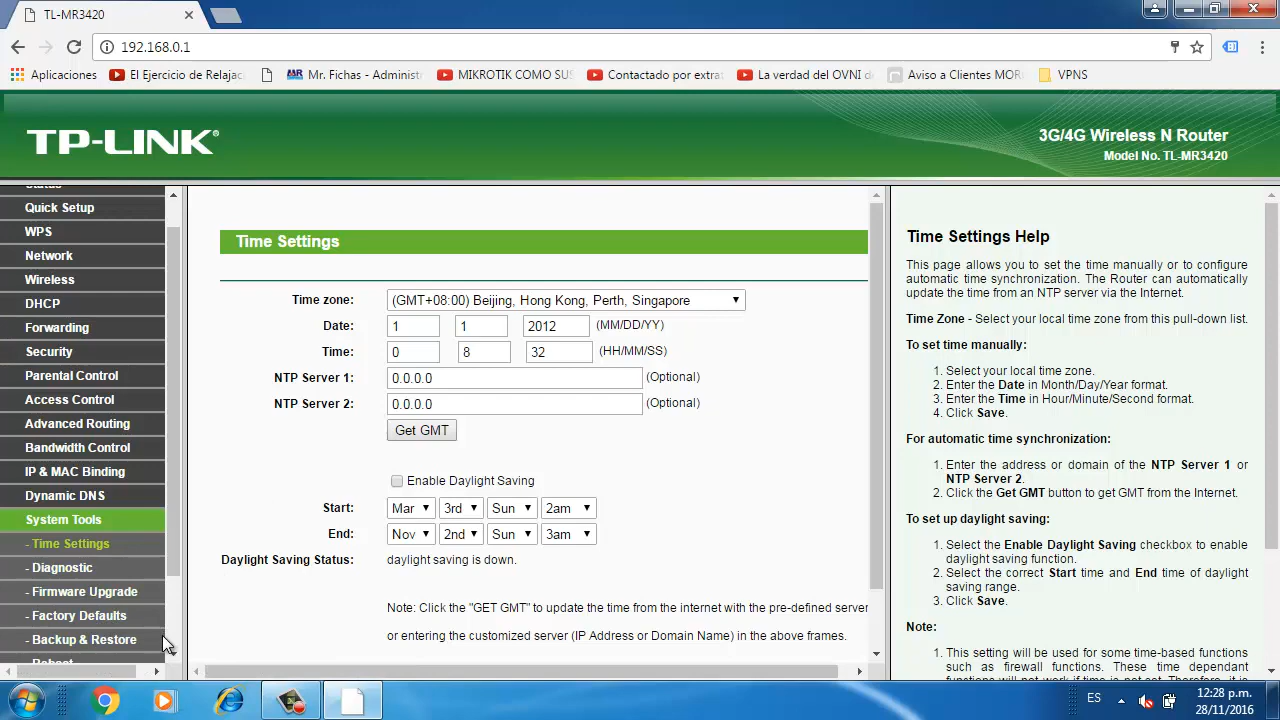 TL-MR3420
192.168.0.1
Aplicaciones
El Ejercicio de Relajac
Mr. Fichas - Administ
MIKROTIK COMO SUS
Contactado por extra
La verdad del OVNI d
Aviso a Clientes MOR
VPNS
TP-LINK®
3G/4G Wireless N Router
Model No. TL-MR3420
Status
Quick Setup
WPS
Network
Wireless
DHCP
Forwarding
Security
Parental Control
Access Control
Advanced Routing
Bandwidth Control
IP & MAC Binding
Dynamic DNS
System Tools
- Time Settings
- Diagnostic
- Firmware Upgrade
- Factory Defaults
- Backup & Restore
- Reboot
Time Settings
Time zone: (GMT+08:00) Beijing, Hong Kong, Perth, Singapore
Date: 1 1 2012 (MM/DD/YY)
Time: 0 8 32 (HH/MM/SS)
NTP Server 1: 0.0.0.0 (Optional)
NTP Server 2: 0.0.0.0 (Optional)
Get GMT
Enable Daylight Saving
Start: Mar 3rd Sun 2am
End: Nov 2nd Sun 3am
Daylight Saving Status: daylight saving is down.
Note: Click the "GET GMT" to update the time from the internet with the pre-defined server
or entering the customized server (IP Address or Domain Name) in the above frames.
Time Settings Help
This page allows you to set the time manually or to configure
automatic time synchronization. The Router can automatically
update the time from an NTP server via the Internet.
Time Zone - Select your local time zone from this pull-down list.
To set time manually:
1. Select your local time zone.
2. Enter the Date in Month/Day/Year format.
3. Enter the Time in Hour/Minute/Second format.
4. Click Save.
For automatic time synchronization:
1. Enter the address or domain of the NTP Server 1 or
NTP Server 2.
2. Click the Get GMT button to get GMT from the Internet.
To set up daylight saving:
1. Select the Enable Daylight Saving checkbox to enable
daylight saving function.
2. Select the correct Start time and End time of daylight
saving range.
3. Click Save.
Note:
1. This setting will be used for some time-based functions
such as firewall functions. These time dependant
functions will not work if time is not set. Therefore, it is
ES
12:28 p.m.
28/11/2016